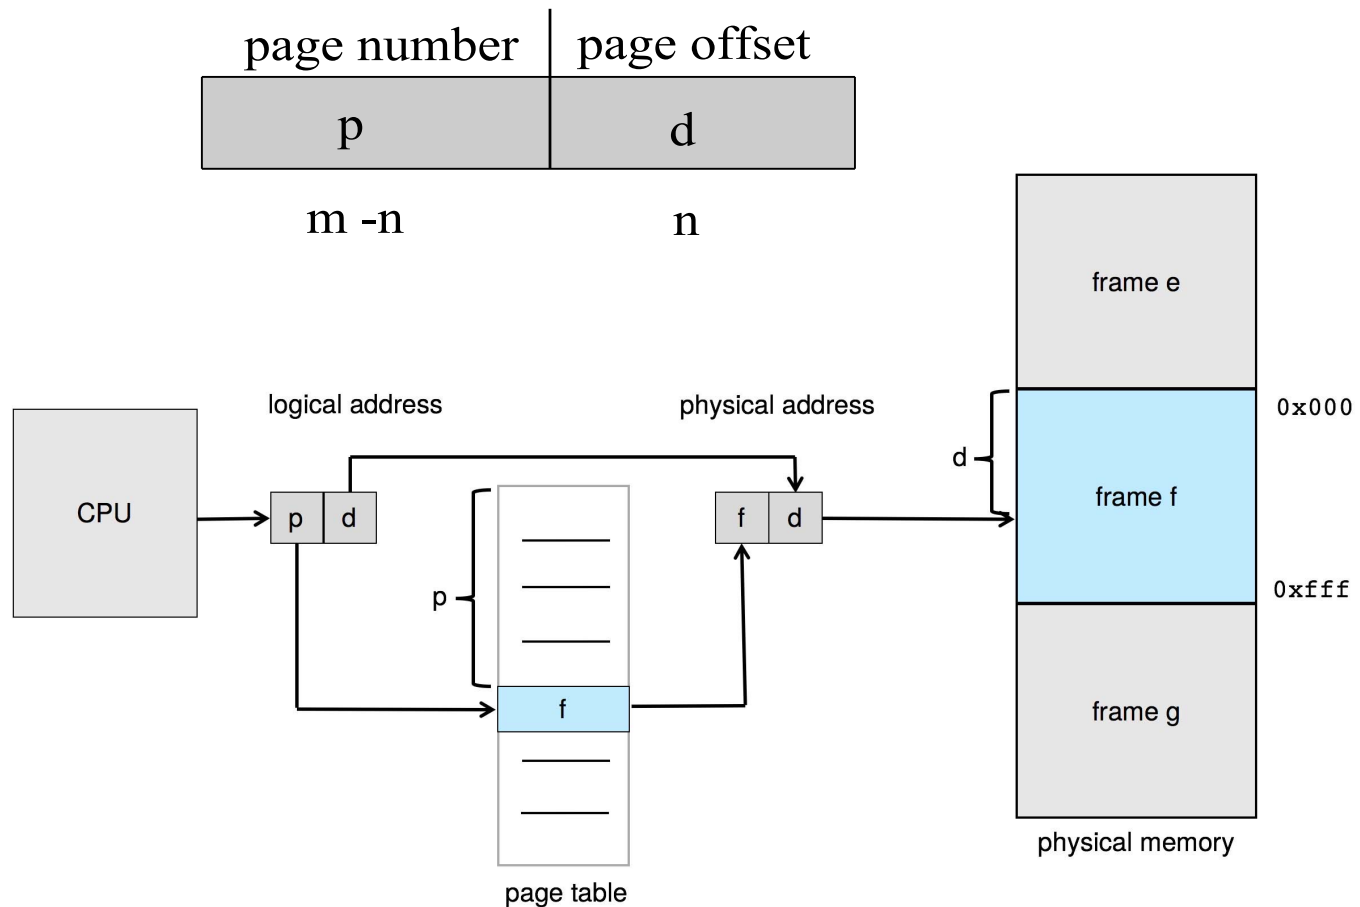 page number page offset
p d
m -n n
frame e
logical address physical address
0x000
d
CPU p d f d frame f
0xfff
p
f
frame g
physical memory
page table